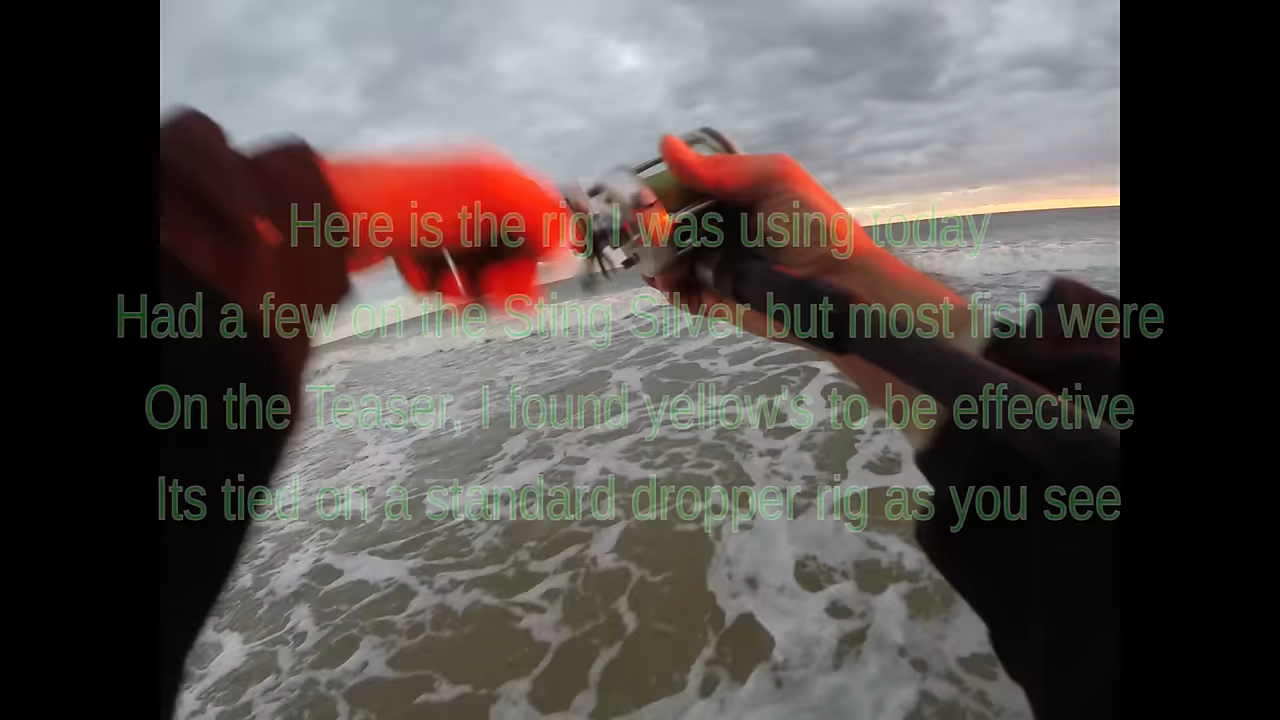 Here is the rig I was using today
Had a few on the Sting Silver but most fish were
On the Teaser, I found yellow's to be effective
Its tied on a standard dropper rig as you see